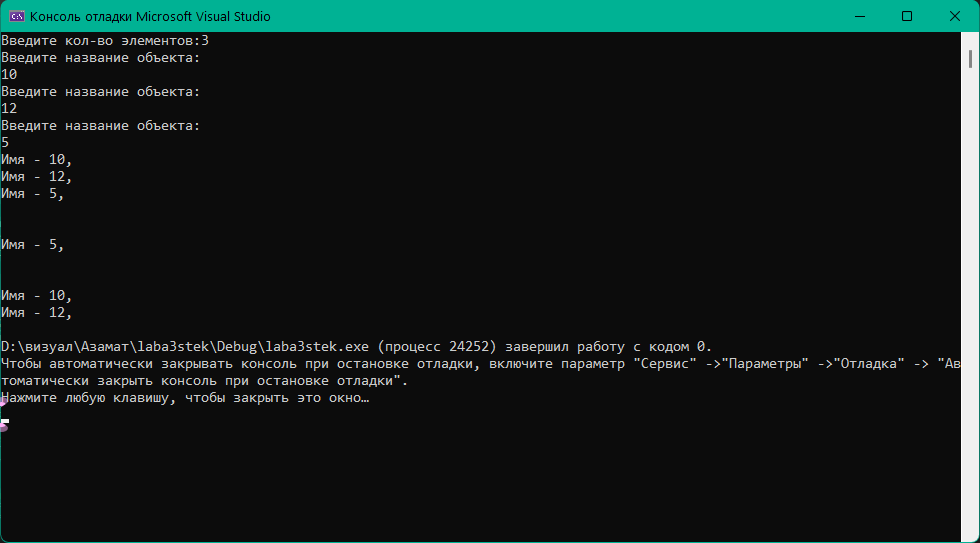 Консоль отладки Microsoft Visual Studio
Введите кол-во элементов:3
Введите название объекта:
10
Введите название объекта:
12
Введите название объекта:
5
Имя - 10,
Имя - 12,
Имя - 5,
Имя - 5,
Имя - 10,
Имя - 12,
D:\визуал\Азамат\laba3stek\Debug\laba3stek.exe (процесс 24252) завершил работу с кодом 0.
Чтобы автоматически закрывать консоль при остановке отладки, включите параметр "Сервис" ->"Параметры" ->"Отладка" -> "Ав
томатически закрыть консоль при остановке отладки".
Нажмите любую клавишу, чтобы закрыть это окно…